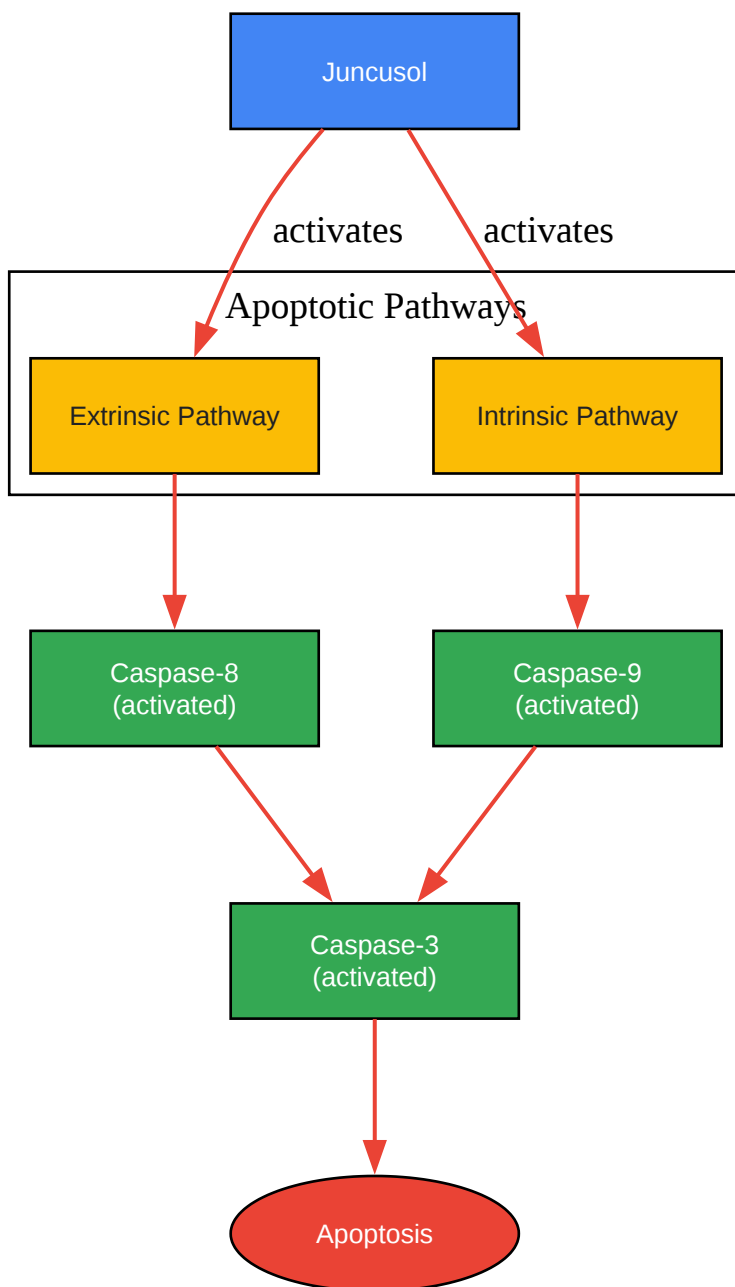 Juncusol
activates activates
Apoptotic Pathways
Extrinsic Pathway
Intrinsic Pathway
Caspase-8
(activated)
Caspase-9
(activated)
Caspase-3
(activated)
Apoptosis